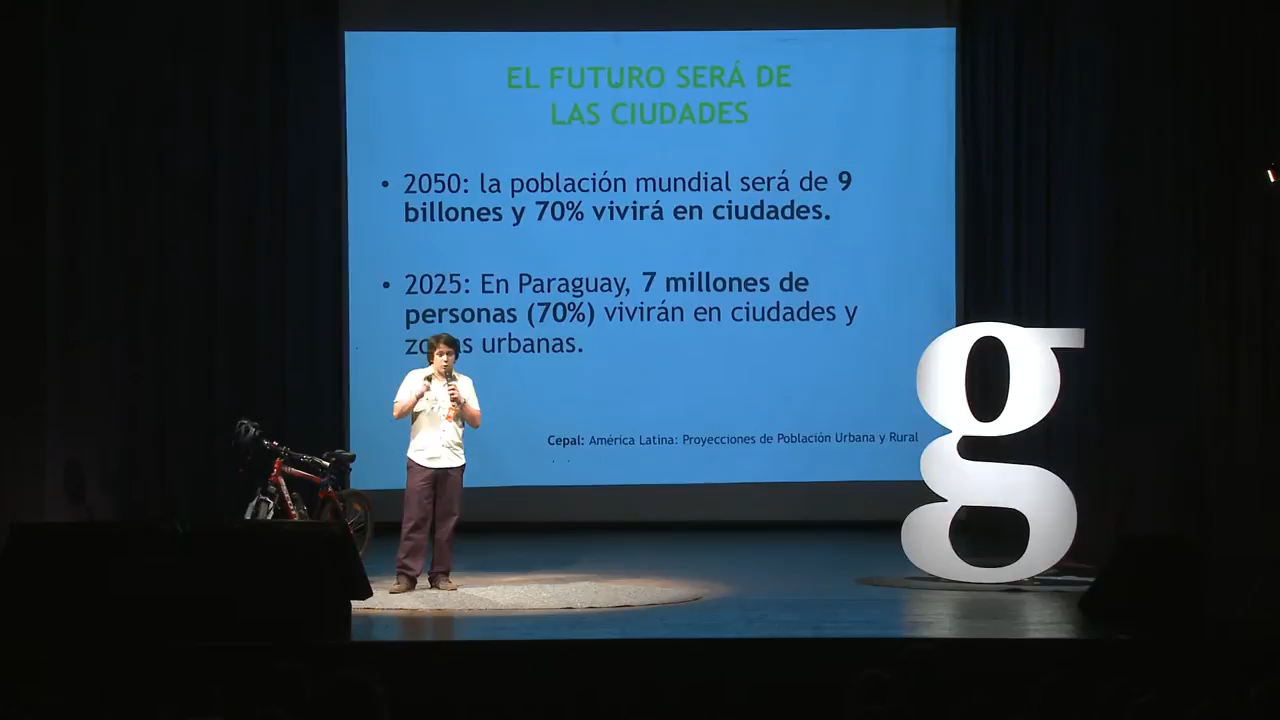 EL FUTURO SERÁ DE
LAS CIUDADES
• 2050: la población mundial será de 9
billones y 70% vivirá en ciudades.
• 2025: En Paraguay, 7 millones de
personas (70%) vivirán en ciudades y
urbanas.
Cepal: América Latina: Proyecciones de Población Urbana y Rural
g